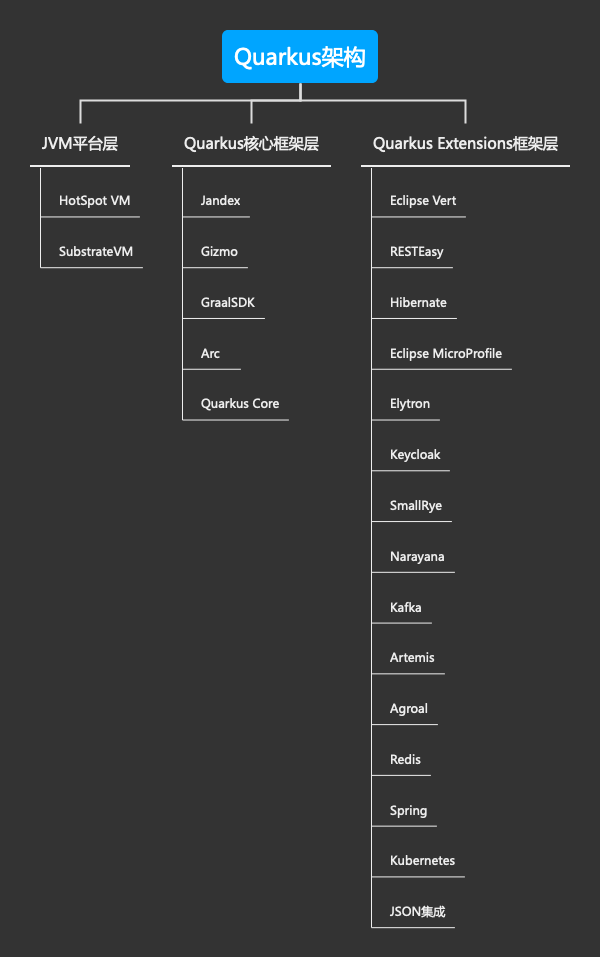 Quarkus架构
JVM平台层
HotSpot VM
SubstrateVM
Quarkus核心框架层
Jandex
Gizmo
GraalSDK
Arc
Quarkus Core
Quarkus Extensions框架层
Eclipse Vert
RESTEasy
Hibernate
Eclipse MicroProfile
Elytron
Keycloak
SmallRye
Narayana
Kafka
Artemis
Agroal
Redis
Spring
Kubernetes
JSON集成